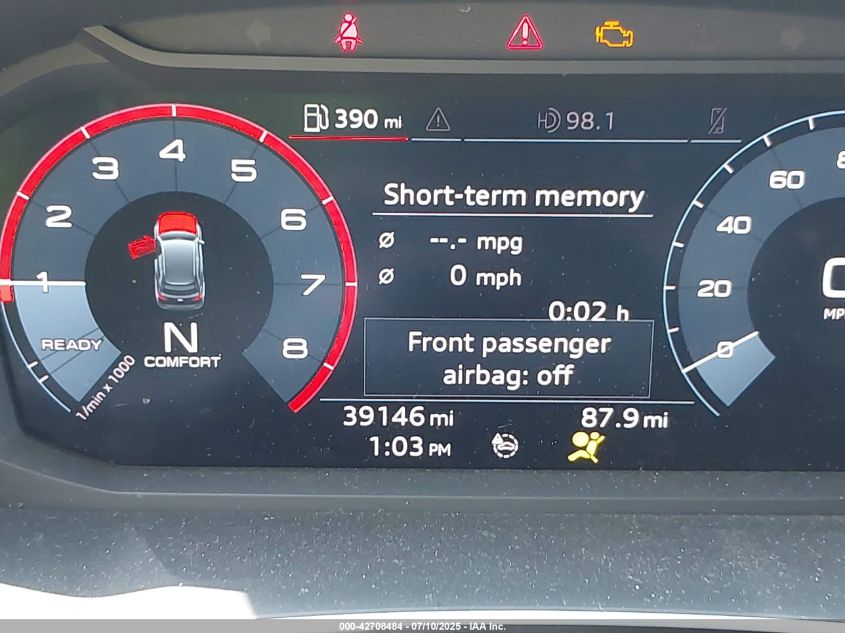 390 mi
HD 98.1
Short-term memory
Ø --.- mpg
Ø 0 mph
0:02 h
Front passenger
airbag: off
39146 mi 87.9 mi
1:03 PM
1 2 3 4 5 6 7 8
READY
N
COMFORT
1/min x 1000
0 20 40 60
000-42708484 - 07/10/2025 - IAA Inc.